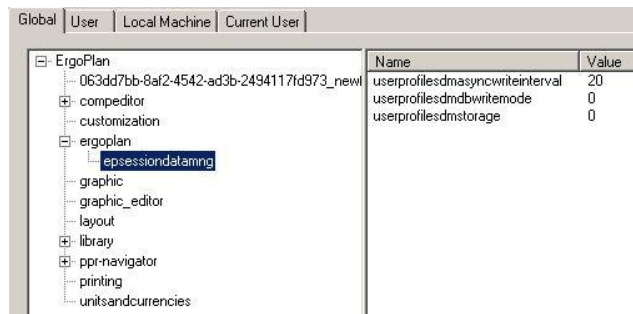 Global
User
Local Machine
Current User
ErgoPlan
063dd7bb-8af2-4542-ad3b-2494117fd973_newl
compeditor
customization
ergoplan
epsessiondatamng
graphic
graphic_editor
layout
library
ppr-navigator
printing
unitsandcurrencies
Name Value
userprofilesdmasyncwriteinterval 20
userprofilesdmdbwritemode 0
userprofilesdmstorage 0